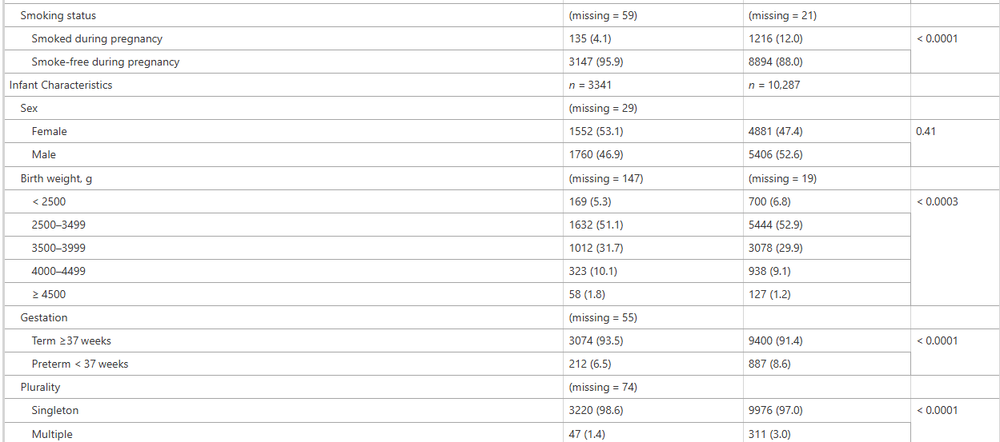 Smoking status (missing = 59) (missing = 21)
Smoked during pregnancy 135 (4.1) 1216 (12.0) < 0.0001
Smoke-free during pregnancy 3147 (95.9) 8894 (88.0)
Infant Characteristics n = 3341 n = 10,287
Sex (missing = 29)
Female 1552 (53.1) 4881 (47.4) 0.41
Male 1760 (46.9) 5406 (52.6)
Birth weight, g (missing = 147) (missing = 19)
< 2500 169 (5.3) 700 (6.8) < 0.0003
2500–3499 1632 (51.1) 5444 (52.9)
3500–3999 1012 (31.7) 3078 (29.9)
4000–4499 323 (10.1) 938 (9.1)
≥ 4500 58 (1.8) 127 (1.2)
Gestation (missing = 55)
Term ≥37 weeks 3074 (93.5) 9400 (91.4) < 0.0001
Preterm < 37 weeks 212 (6.5) 887 (8.6)
Plurality (missing = 74)
Singleton 3220 (98.6) 9976 (97.0) < 0.0001
Multiple 47 (1.4) 311 (3.0)